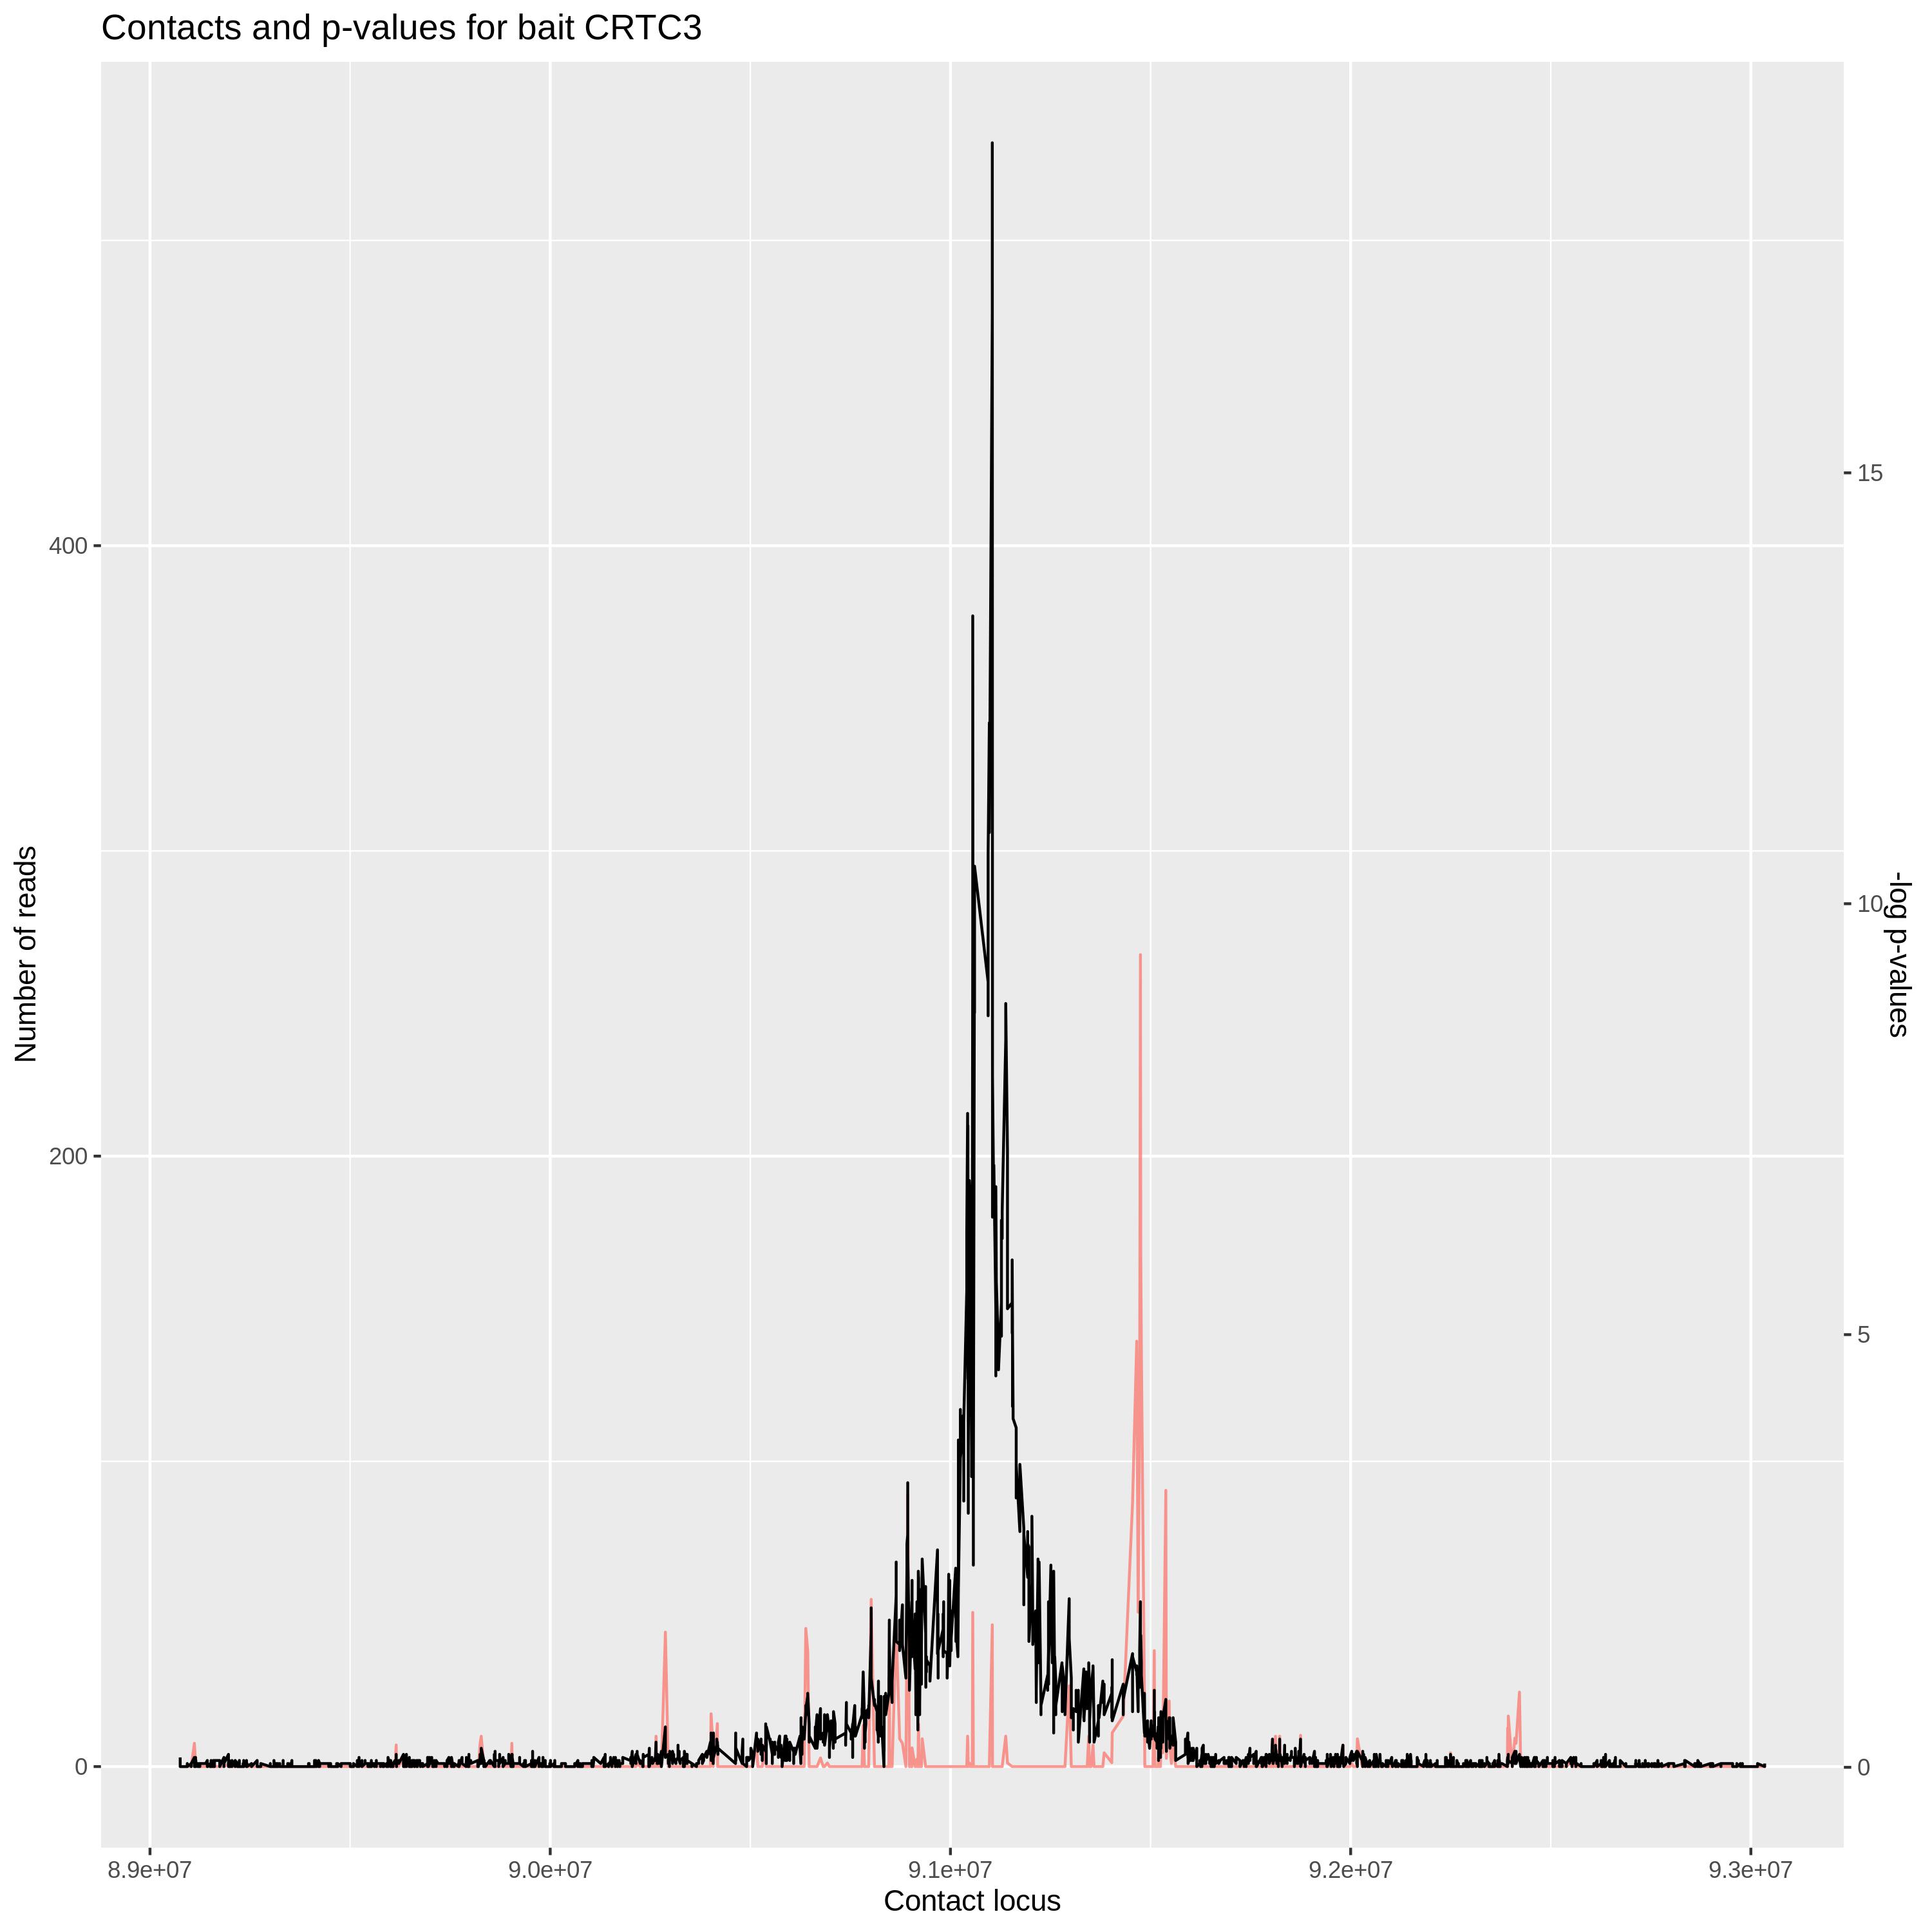 Contacts and p-values for bait CRTC3
400
200
0
Number of reads
15
10
5
0
-log p-values
8.9e+07 9.0e+07 9.1e+07 9.2e+07 9.3e+07
Contact locus